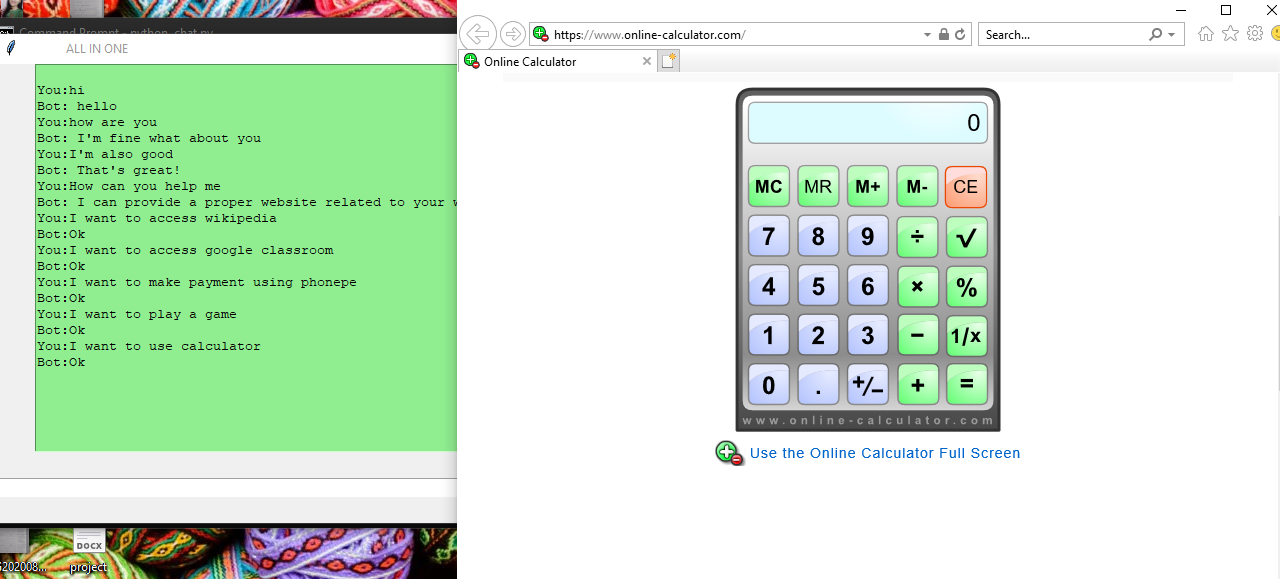 Command Prompt - python chat.py
ALL IN ONE
You:hi
Bot: hello
You:how are you
Bot: I'm fine what about you
You:I'm also good
Bot: That's great!
You:How can you help me
Bot: I can provide a proper website related to your
You:I want to access wikipedia
Bot:Ok
You:I want to access google classroom
Bot:Ok
You:I want to make payment using phonepe
Bot:Ok
You:I want to play a game
Bot:Ok
You:I want to use calculator
Bot:Ok
DOCX
202008...
project
https://www.online-calculator.com/
Search...
Online Calculator
0
MC MR M+ M- CE
7 8 9 ÷ √
4 5 6 × %
1 2 3 − 1/x
0 . +/− + =
www.online-calculator.com
Use the Online Calculator Full Screen